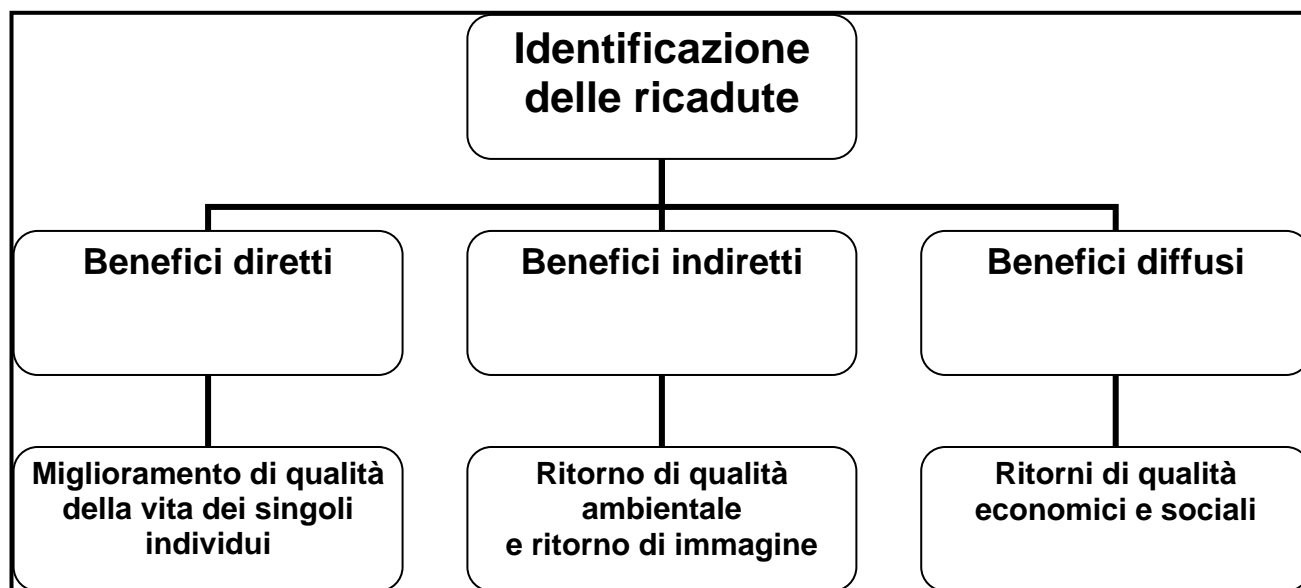 Identificazione
delle ricadute
Benefici diretti
Benefici indiretti
Benefici diffusi
Miglioramento di qualità
della vita dei singoli
individui
Ritorno di qualità
ambientale
e ritorno di immagine
Ritorni di qualità
economici e sociali